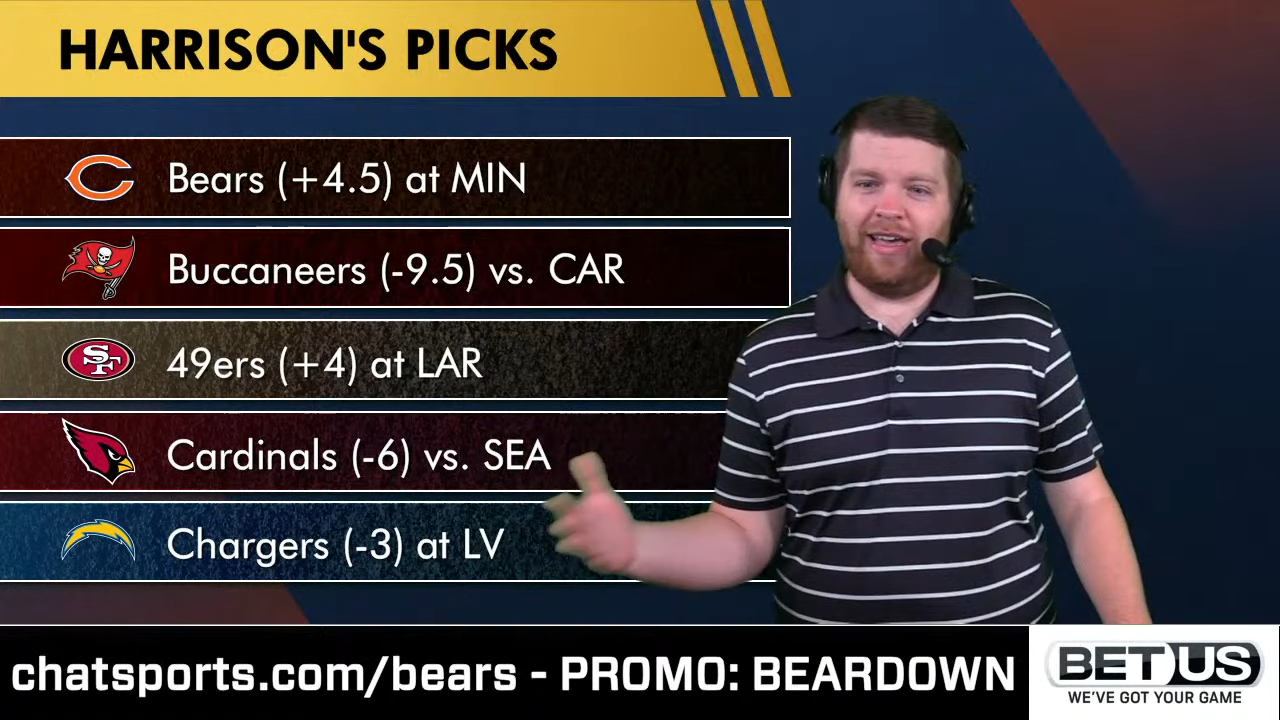 HARRISON'S PICKS
Bears (+4.5) at MIN
Buccaneers (-9.5) vs. CAR
SF
49ers (+4) at LAR
Cardinals (-6) vs. SEA
Chargers (-3) at LV
chatsports.com/bears - PROMO: BEARDOWN
BETUS
WE'VE GOT YOUR GAME